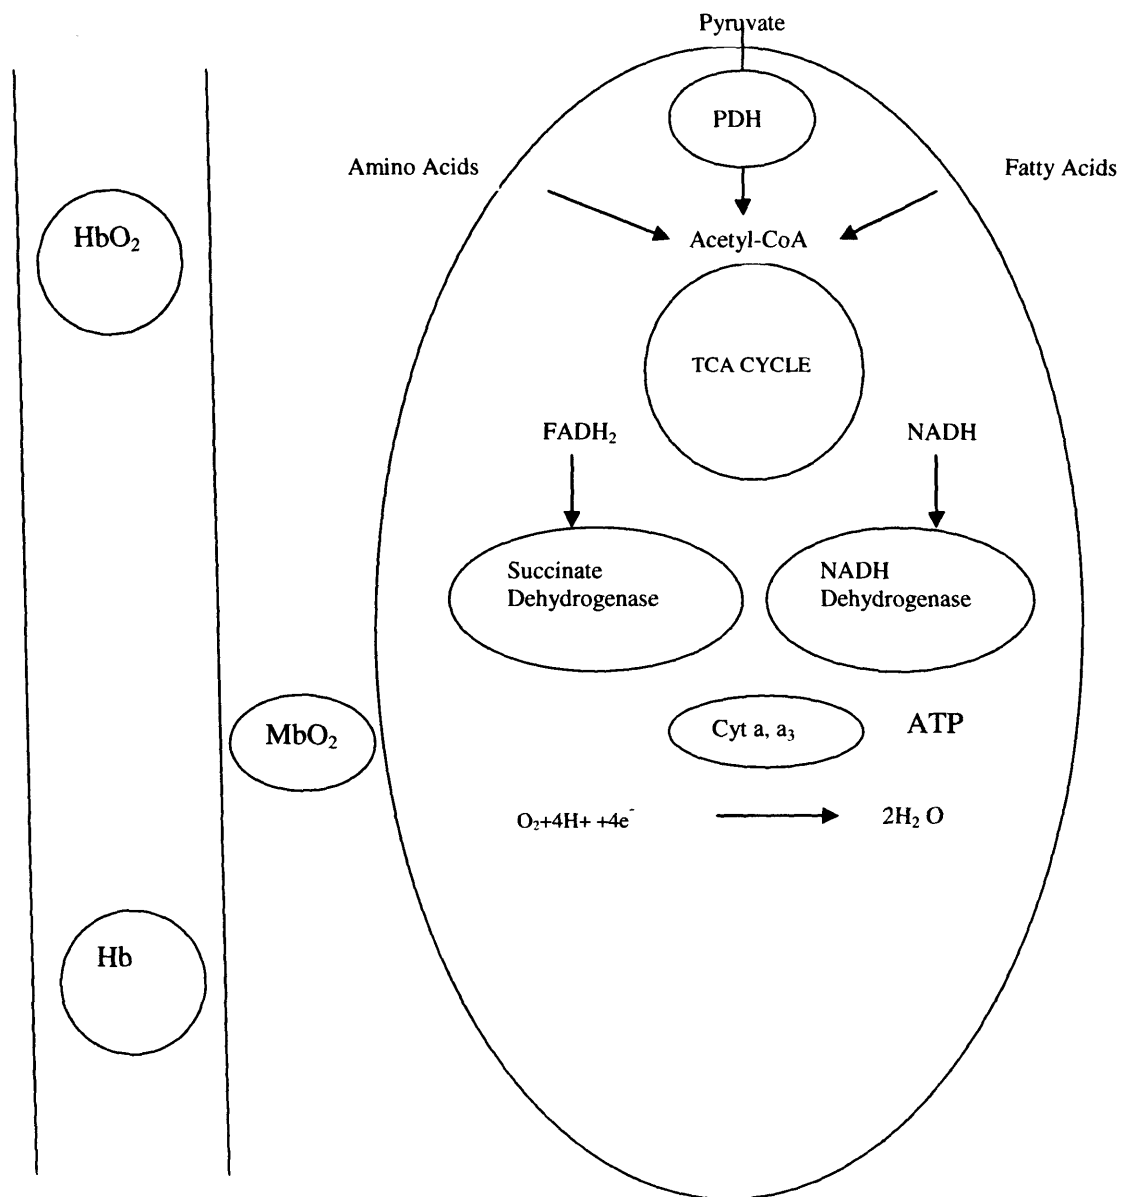 Pyruvate
PDH
Amino Acids
Fatty Acids
HbO₂
Acetyl-CoA
TCA CYCLE
FADH₂
NADH
Succinate
Dehydrogenase
NADH
Dehydrogenase
MbO₂
Cyt a, a₃
ATP
O₂+4H+ +4e⁻
2H₂ O
Hb